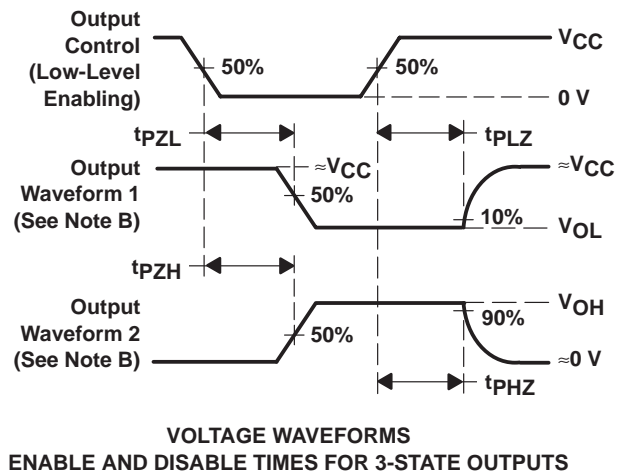 Output
Control
(Low-Level
Enabling)
VCC
50%
50%
0 V
tPZL
tPLZ
Output
Waveform 1
(See Note B)
≈VCC
50%
≈VCC
10%
VOL
tPZH
Output
Waveform 2
(See Note B)
50%
VOH
90%
≈0 V
tPHZ
VOLTAGE WAVEFORMS
ENABLE AND DISABLE TIMES FOR 3-STATE OUTPUTS